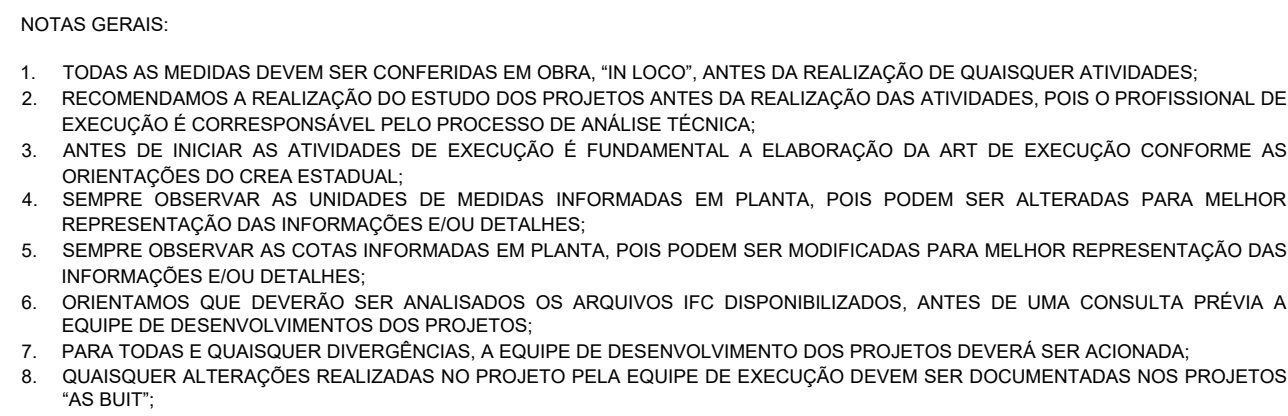 NOTAS GERAIS:
1. TODAS AS MEDIDAS DEVEM SER CONFERIDAS EM OBRA, “IN LOCO”, ANTES DA REALIZAÇÃO DE QUAISQUER ATIVIDADES;
2. RECOMENDAMOS A REALIZAÇÃO DO ESTUDO DOS PROJETOS ANTES DA REALIZAÇÃO DAS ATIVIDADES, POIS O PROFISSIONAL DE
EXECUÇÃO É CORRESPONSÁVEL PELO PROCESSO DE ANÁLISE TÉCNICA;
3. ANTES DE INICIAR AS ATIVIDADES DE EXECUÇÃO É FUNDAMENTAL A ELABORAÇÃO DA ART DE EXECUÇÃO CONFORME AS
ORIENTAÇÕES DO CREA ESTADUAL;
4. SEMPRE OBSERVAR AS UNIDADES DE MEDIDAS INFORMADAS EM PLANTA, POIS PODEM SER ALTERADAS PARA MELHOR
REPRESENTAÇÃO DAS INFORMAÇÕES E/OU DETALHES;
5. SEMPRE OBSERVAR AS COTAS INFORMADAS EM PLANTA, POIS PODEM SER MODIFICADAS PARA MELHOR REPRESENTAÇÃO DAS
INFORMAÇÕES E/OU DETALHES;
6. ORIENTAMOS QUE DEVERÃO SER ANALISADOS OS ARQUIVOS IFC DISPONIBILIZADOS, ANTES DE UMA CONSULTA PRÉVIA A
EQUIPE DE DESENVOLVIMENTOS DOS PROJETOS;
7. PARA TODAS E QUAISQUER DIVERGÊNCIAS, A EQUIPE DE DESENVOLVIMENTO DOS PROJETOS DEVERÁ SER ACIONADA;
8. QUAISQUER ALTERAÇÕES REALIZADAS NO PROJETO PELA EQUIPE DE EXECUÇÃO DEVEM SER DOCUMENTADAS NOS PROJETOS
“AS BUIT”;